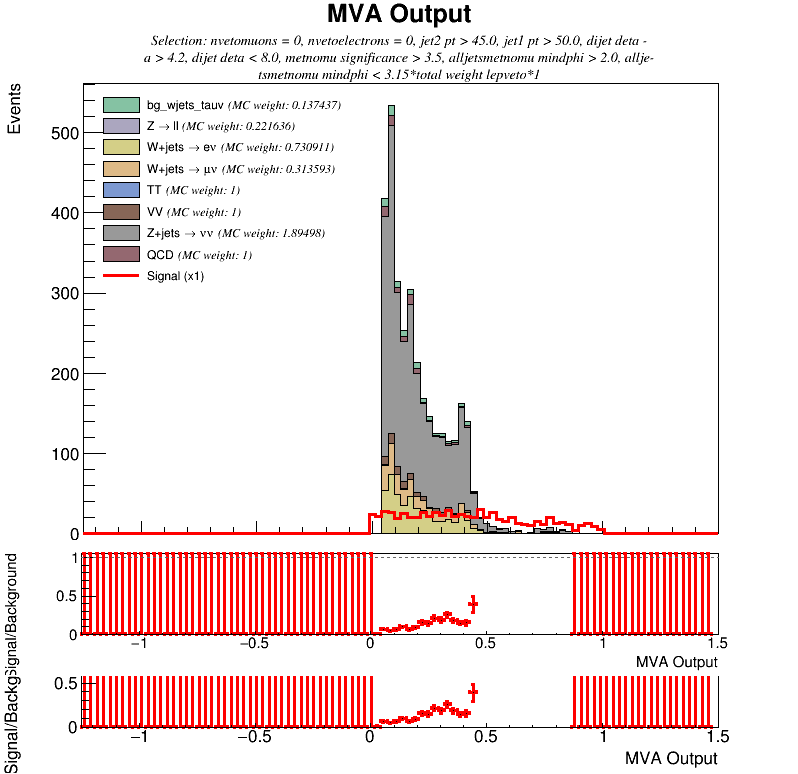 MVA Output
Selection: nvetomuons = 0, nvetoelectrons = 0, jet2 pt > 45.0, jet1 pt > 50.0, dijet deta -
a > 4.2, dijet deta < 8.0, metnomu significance > 3.5, alljetsmetnomu mindphi > 2.0, allje-
tsmetnomu mindphi < 3.15*total weight lepveto*1
Events
bg_wjets_tauv (MC weight: 0.137437)
Z → ll (MC weight: 0.221636)
W+jets → eν (MC weight: 0.730911)
W+jets → μν (MC weight: 0.313593)
TT (MC weight: 1)
VV (MC weight: 1)
Z+jets → νν (MC weight: 1.89498)
QCD (MC weight: 1)
Signal (x1)
500
400
300
200
100
0
Signal/Background
1
0.5
0
−1 −0.5 0 0.5 1 1.5
MVA Output
Signal/Backg
0.5
0
−1 −0.5 0 0.5 1 1.5
MVA Output